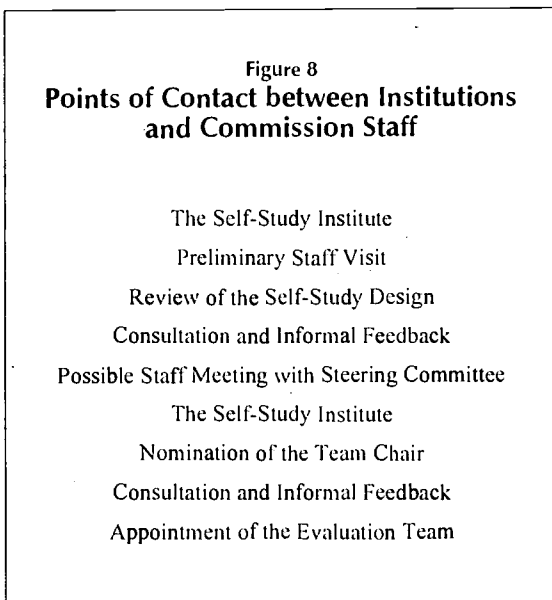 Figure 8
Points of Contact between Institutions
and Commission Staff
The Self-Study Institute
Preliminary Staff Visit
Review of the Self-Study Design
Consultation and Informal Feedback
Possible Staff Meeting with Steering Committee
The Self-Study Institute
Nomination of the Team Chair
Consultation and Informal Feedback
Appointment of the Evaluation Team